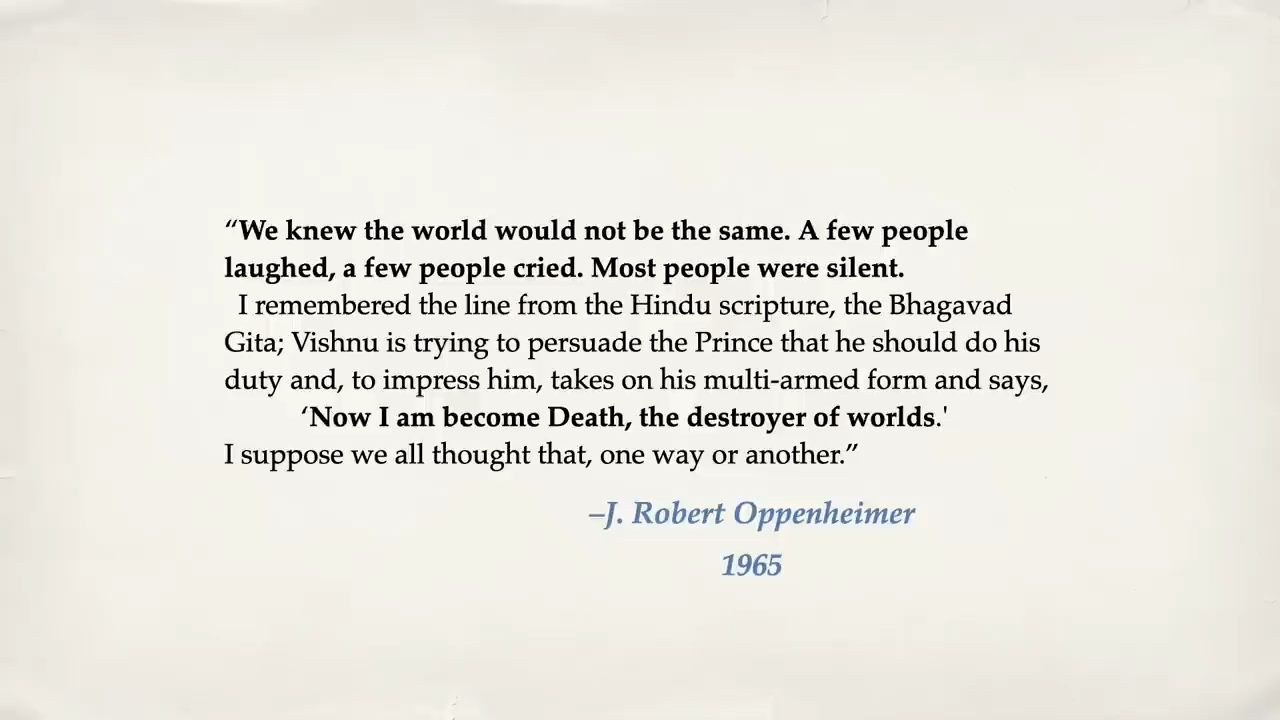 “We knew the world would not be the same. A few people
laughed, a few people cried. Most people were silent.
I remembered the line from the Hindu scripture, the Bhagavad
Gita; Vishnu is trying to persuade the Prince that he should do his
duty and, to impress him, takes on his multi-armed form and says,
‘Now I am become Death, the destroyer of worlds.'
I suppose we all thought that, one way or another.”
–J. Robert Oppenheimer
1965